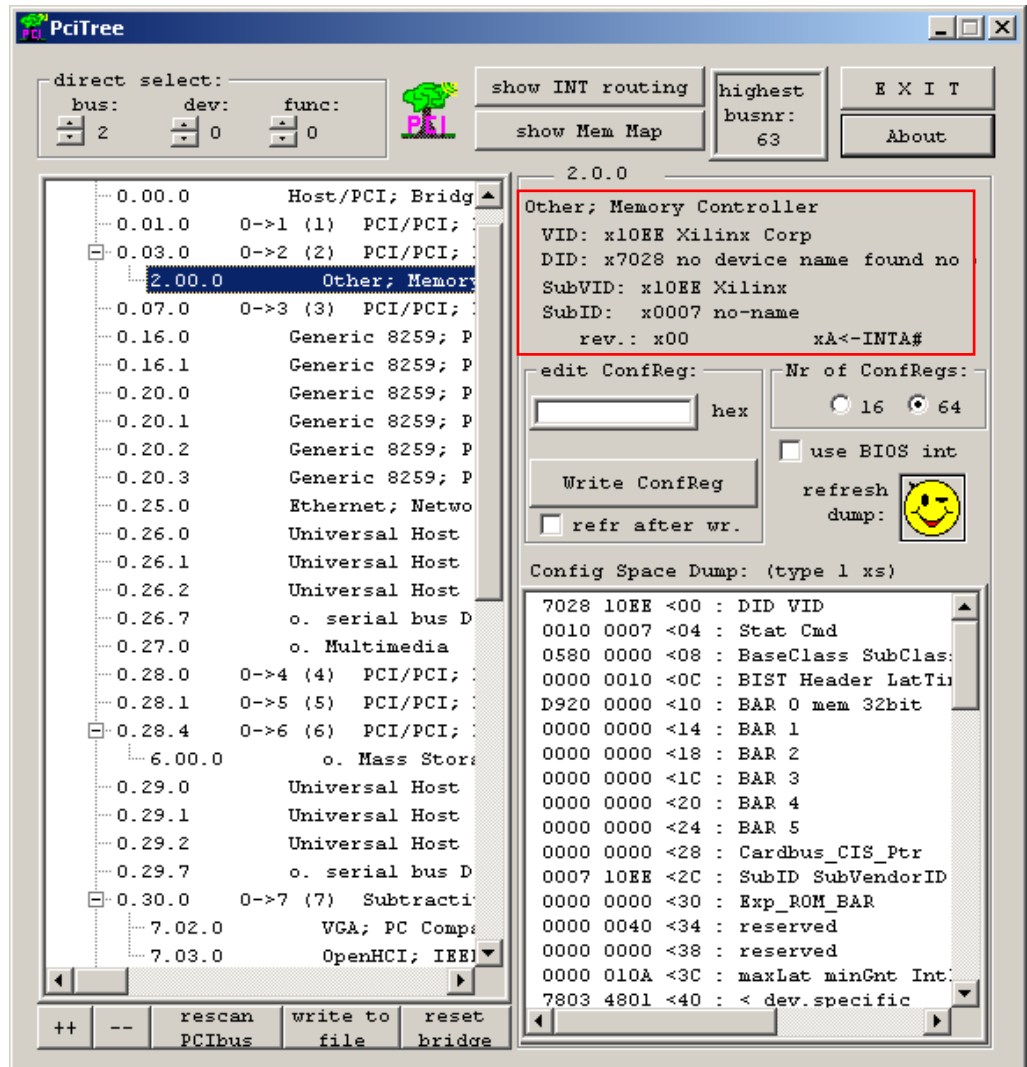 PciTree
direct select:
bus: dev: func:
2 0 0
PCI
show INT routing
show Mem Map
highest
busnr:
63
E X I T
About
0.00.0 Host/PCI; Bridg
0.01.0 0->1 (1) PCI/PCI;
0.03.0 0->2 (2) PCI/PCI;
2.00.0 Other; Memory
0.07.0 0->3 (3) PCI/PCI;
0.16.0 Generic 8259; P
0.16.1 Generic 8259; P
0.20.0 Generic 8259; P
0.20.1 Generic 8259; P
0.20.2 Generic 8259; P
0.20.3 Generic 8259; P
0.25.0 Ethernet; Netwo
0.26.0 Universal Host
0.26.1 Universal Host
0.26.2 Universal Host
0.26.7 o. serial bus D
0.27.0 o. Multimedia
0.28.0 0->4 (4) PCI/PCI;
0.28.1 0->5 (5) PCI/PCI;
0.28.4 0->6 (6) PCI/PCI;
6.00.0 o. Mass Stora
0.29.0 Universal Host
0.29.1 Universal Host
0.29.2 Universal Host
0.29.7 o. serial bus D
0.30.0 0->7 (7) Subtracti
7.02.0 VGA; PC Compa
7.03.0 OpenHCI; IEEE
++ -- rescan PCIbus
write to file
reset bridge
2.0.0
Other; Memory Controller
VID: x10EE Xilinx Corp
DID: x7028 no device name found no
SubVID: x10EE Xilinx
SubID: x0007 no-name
rev.: x00 xA<-INTA#
edit ConfReg:
hex
Write ConfReg
refr after wr.
Nr of ConfRegs:
16 64
use BIOS int
refresh
dump:
Config Space Dump: (type 1 xs)
7028 10EE <00 : DID VID
0010 0007 <04 : Stat Cmd
0580 0000 <08 : BaseClass SubClas
0000 0010 <0C : BIST Header LatTi
D920 0000 <10 : BAR 0 mem 32bit
0000 0000 <14 : BAR 1
0000 0000 <18 : BAR 2
0000 0000 <1C : BAR 3
0000 0000 <20 : BAR 4
0000 0000 <24 : BAR 5
0000 0000 <28 : Cardbus_CIS_Ptr
0007 10EE <2C : SubID SubVendorID
0000 0000 <30 : Exp_ROM_BAR
0000 0040 <34 : reserved
0000 0000 <38 : reserved
0000 010A <3C : maxLat minGnt Int
7803 4801 <40 : < dev.specific